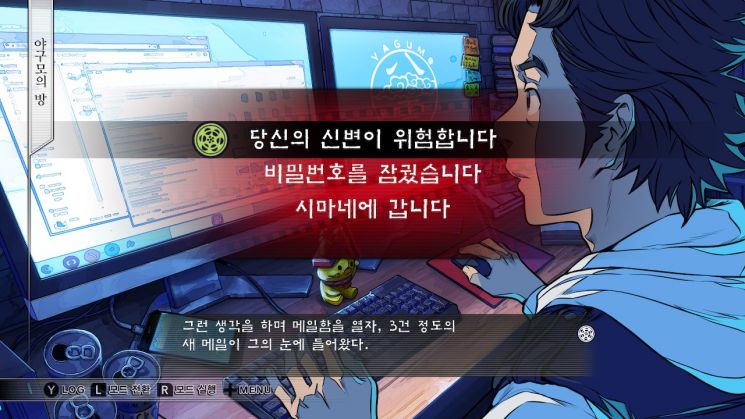 야구모의 방
YAGUMO
당신의 신변이 위험합니다
비밀번호를 잠궜습니다
시마네에 갑니다
그런 생각을 하며 메일함을 열자, 3건 정도의
새 메일이 그의 눈에 들어왔다.
Y LOG L 모드 전환 R 모드 실행 + MENU